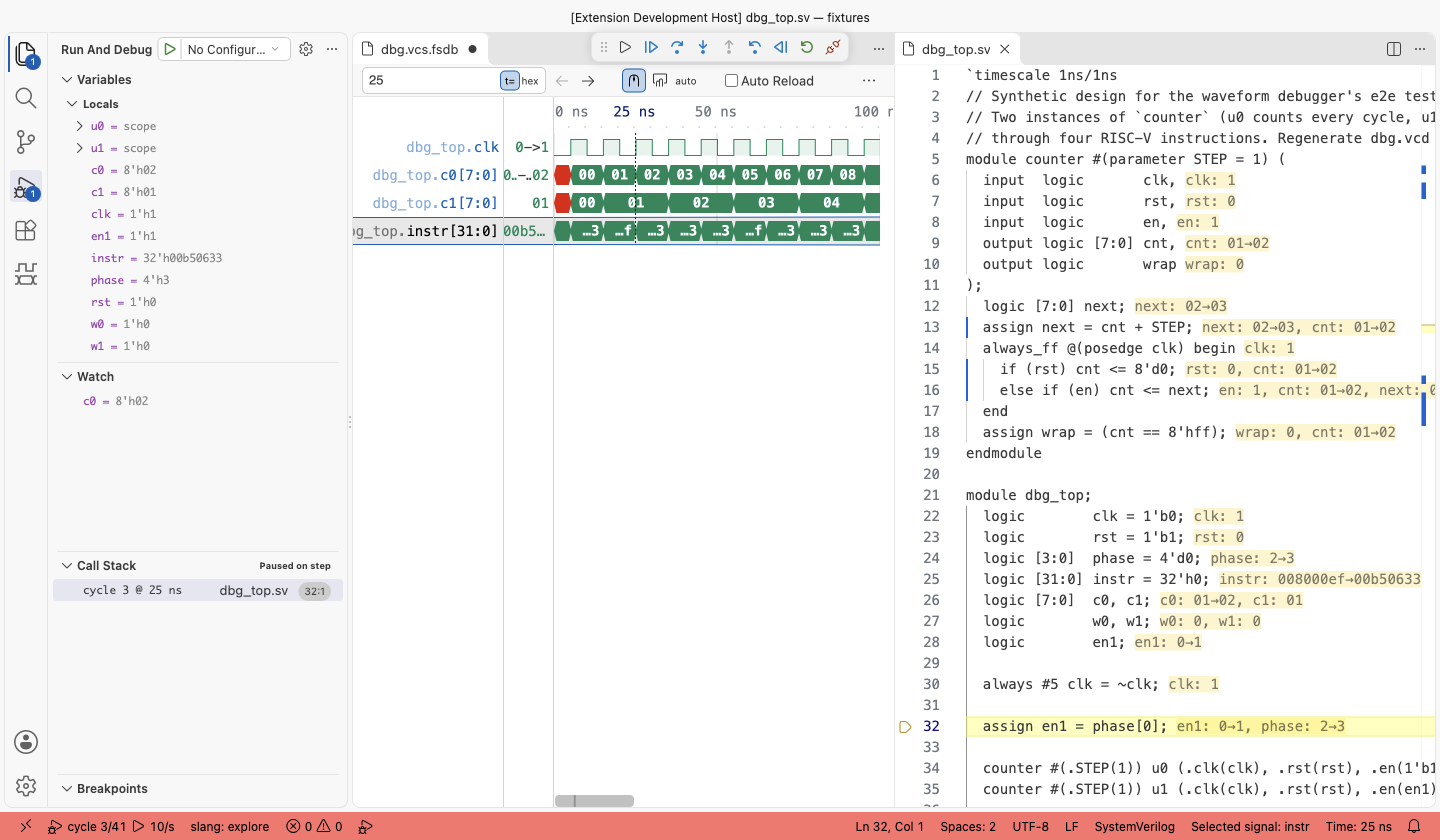 [Extension Development Host] dbg_top.sv — fixtures
Run And Debug
No Configur...
Variables
Locals
u0 = scope
u1 = scope
c0 = 8'h02
c1 = 8'h01
clk = 1'h1
en1 = 1'h1
instr = 32'h00b50633
phase = 4'h3
rst = 1'h0
w0 = 1'h0
w1 = 1'h0
Watch
c0 = 8'h02
Call Stack
Paused on step
cycle 3 @ 25 ns dbg_top.sv 32:1
Breakpoints
1
1
dbg.vcs.fsdb
25 t= hex auto Auto Reload
0 ns 25 ns 50 ns 100 n
dbg_top.clk 0->1
dbg_top.c0[7:0] 0…→…02 00 01 02 03 04 05 06 07 08
dbg_top.c1[7:0] 01 00 01 02 03 04
bg_top.instr[31:0] 00b5… …3 …f …3 …3 …3 …f …3 …3 …3
dbg_top.sv
1 `timescale 1ns/1ns
2 // Synthetic design for the waveform debugger's e2e test
3 // Two instances of `counter` (u0 counts every cycle, u1
4 // through four RISC-V instructions. Regenerate dbg.vcd
5 module counter #(parameter STEP = 1) (
6 input logic clk, clk: 1
7 input logic rst, rst: 0
8 input logic en, en: 1
9 output logic [7:0] cnt, cnt: 01→02
10 output logic wrap wrap: 0
11 );
12 logic [7:0] next; next: 02→03
13 assign next = cnt + STEP; next: 02→03, cnt: 01→02
14 always_ff @(posedge clk) begin clk: 1
15 if (rst) cnt <= 8'd0; rst: 0, cnt: 01→02
16 else if (en) cnt <= next; en: 1, cnt: 01→02, next: 0
17 end
18 assign wrap = (cnt == 8'hff); wrap: 0, cnt: 01→02
19 endmodule
20
21 module dbg_top;
22 logic clk = 1'b0; clk: 1
23 logic rst = 1'b1; rst: 0
24 logic [3:0] phase = 4'd0; phase: 2→3
25 logic [31:0] instr = 32'h0; instr: 008000ef→00b50633
26 logic [7:0] c0, c1; c0: 01→02, c1: 01
27 logic w0, w1; w0: 0, w1: 0
28 logic en1; en1: 0→1
29
30 always #5 clk = ~clk; clk: 1
31
32 assign en1 = phase[0]; en1: 0→1, phase: 2→3
33
34 counter #(.STEP(1)) u0 (.clk(clk), .rst(rst), .en(1'b1
35 counter #(.STEP(1)) u1 (.clk(clk), .rst(rst), .en(en1)
cycle 3/41 10/s slang: explore 0 0 Ln 32, Col 1 Spaces: 2 UTF-8 LF SystemVerilog Selected signal: instr Time: 25 ns